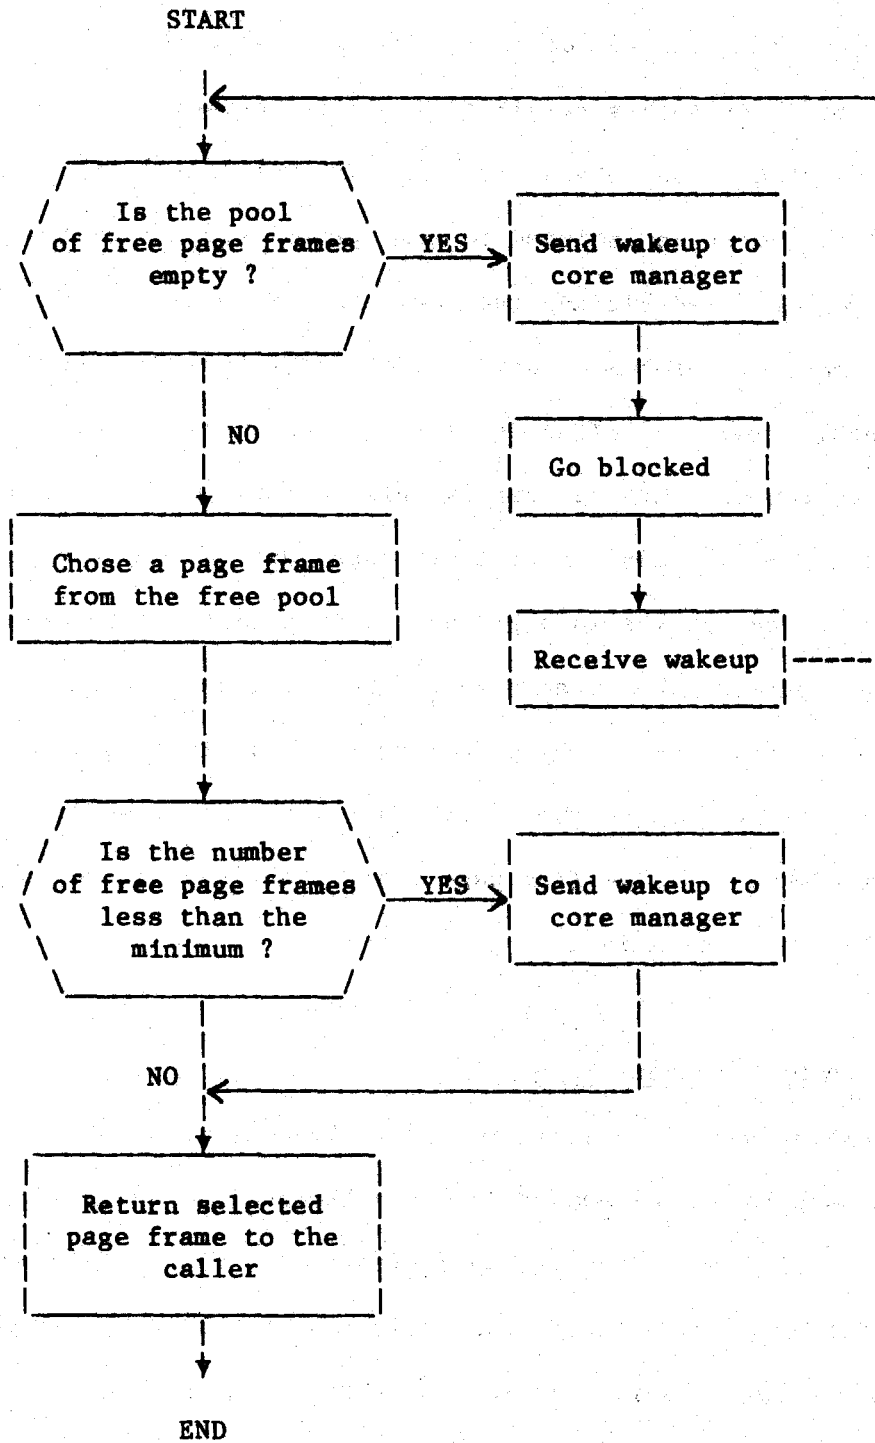 START
Is the pool
of free page frames
empty ?
YES
Send wakeup to
core manager
NO
Go blocked
Chose a page frame
from the free pool
Receive wakeup
Is the number
of free page frames
less than the
minimum ?
YES
Send wakeup to
core manager
NO
Return selected
page frame to the
caller
END